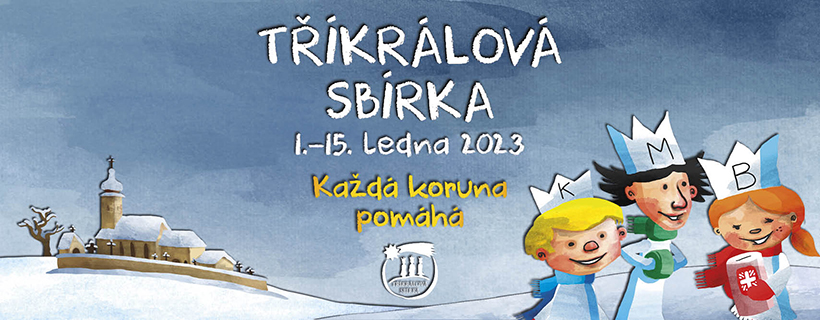 TŘÍKRÁLOVÁ
SBÍRKA
1.–15. Ledna 2023
Každá koruna
pomáhá
K M B